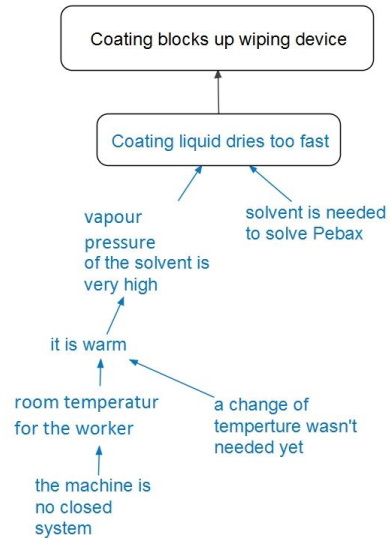 Coating blocks up wiping device
Coating liquid dries too fast
vapour
pressure
of the solvent is
very high
solvent is needed
to solve Pebax
it is warm
room temperatur
for the worker
a change of
temperture wasn't
needed yet
the machine is
no closed
system